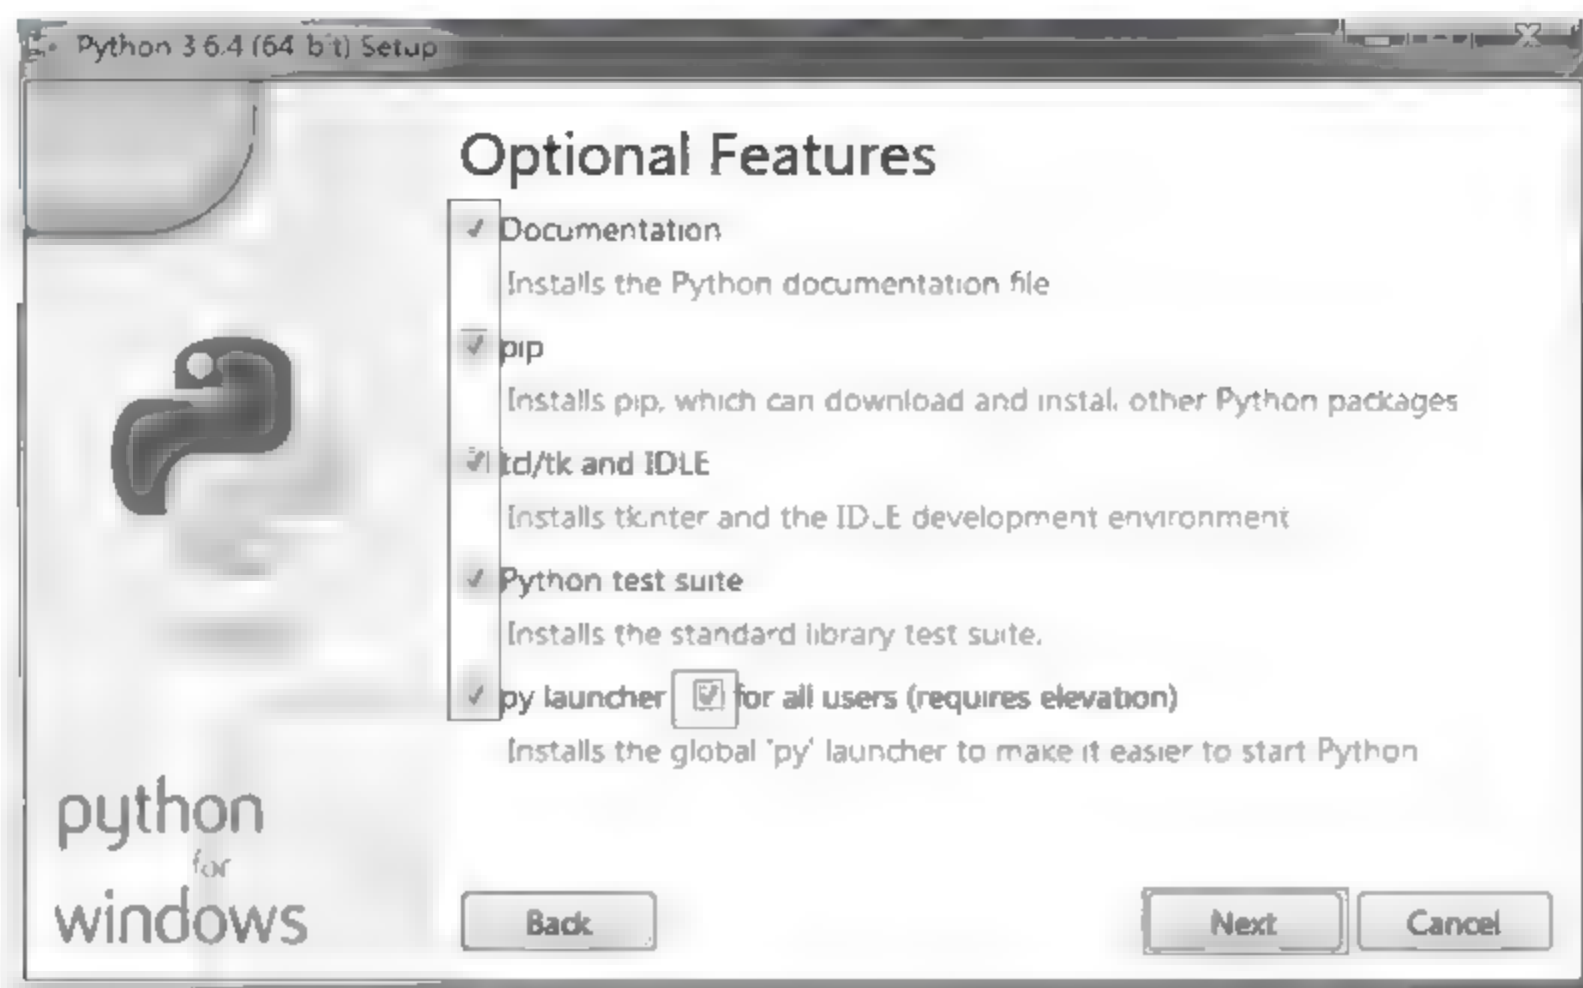 Python 3.6.4 (64-bit) Setup
Optional Features
Documentation
Installs the Python documentation file
pip
Installs pip, which can download and install other Python packages
tcl/tk and IDLE
Installs tkinter and the IDLE development environment
Python test suite
Installs the standard library test suite.
py launcher for all users (requires elevation)
Installs the global 'py' launcher to make it easier to start Python
python
for
windows
Back Next Cancel